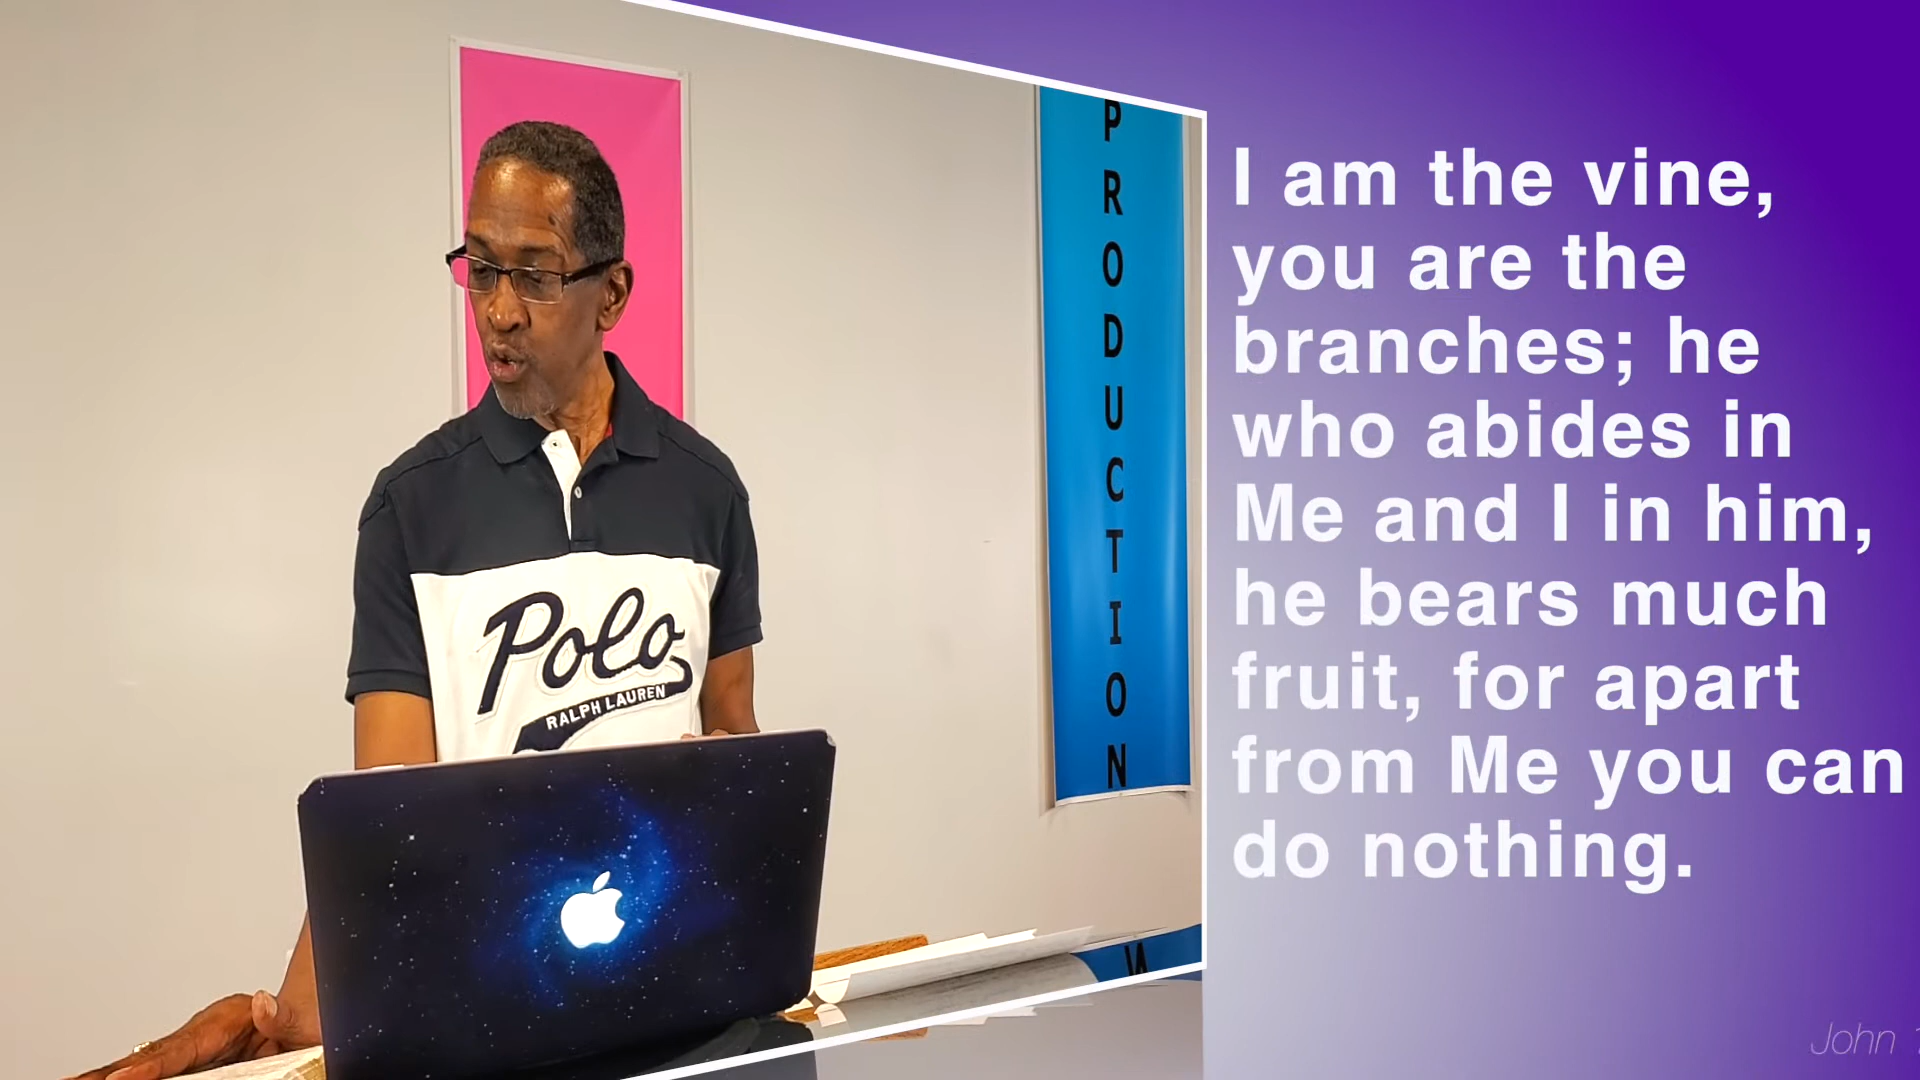 PRODUCTION
Polo
RALPH LAUREN
N
I am the vine,
you are the
branches; he
who abides in
Me and I in him,
he bears much
fruit, for apart
from Me you can
do nothing.
John